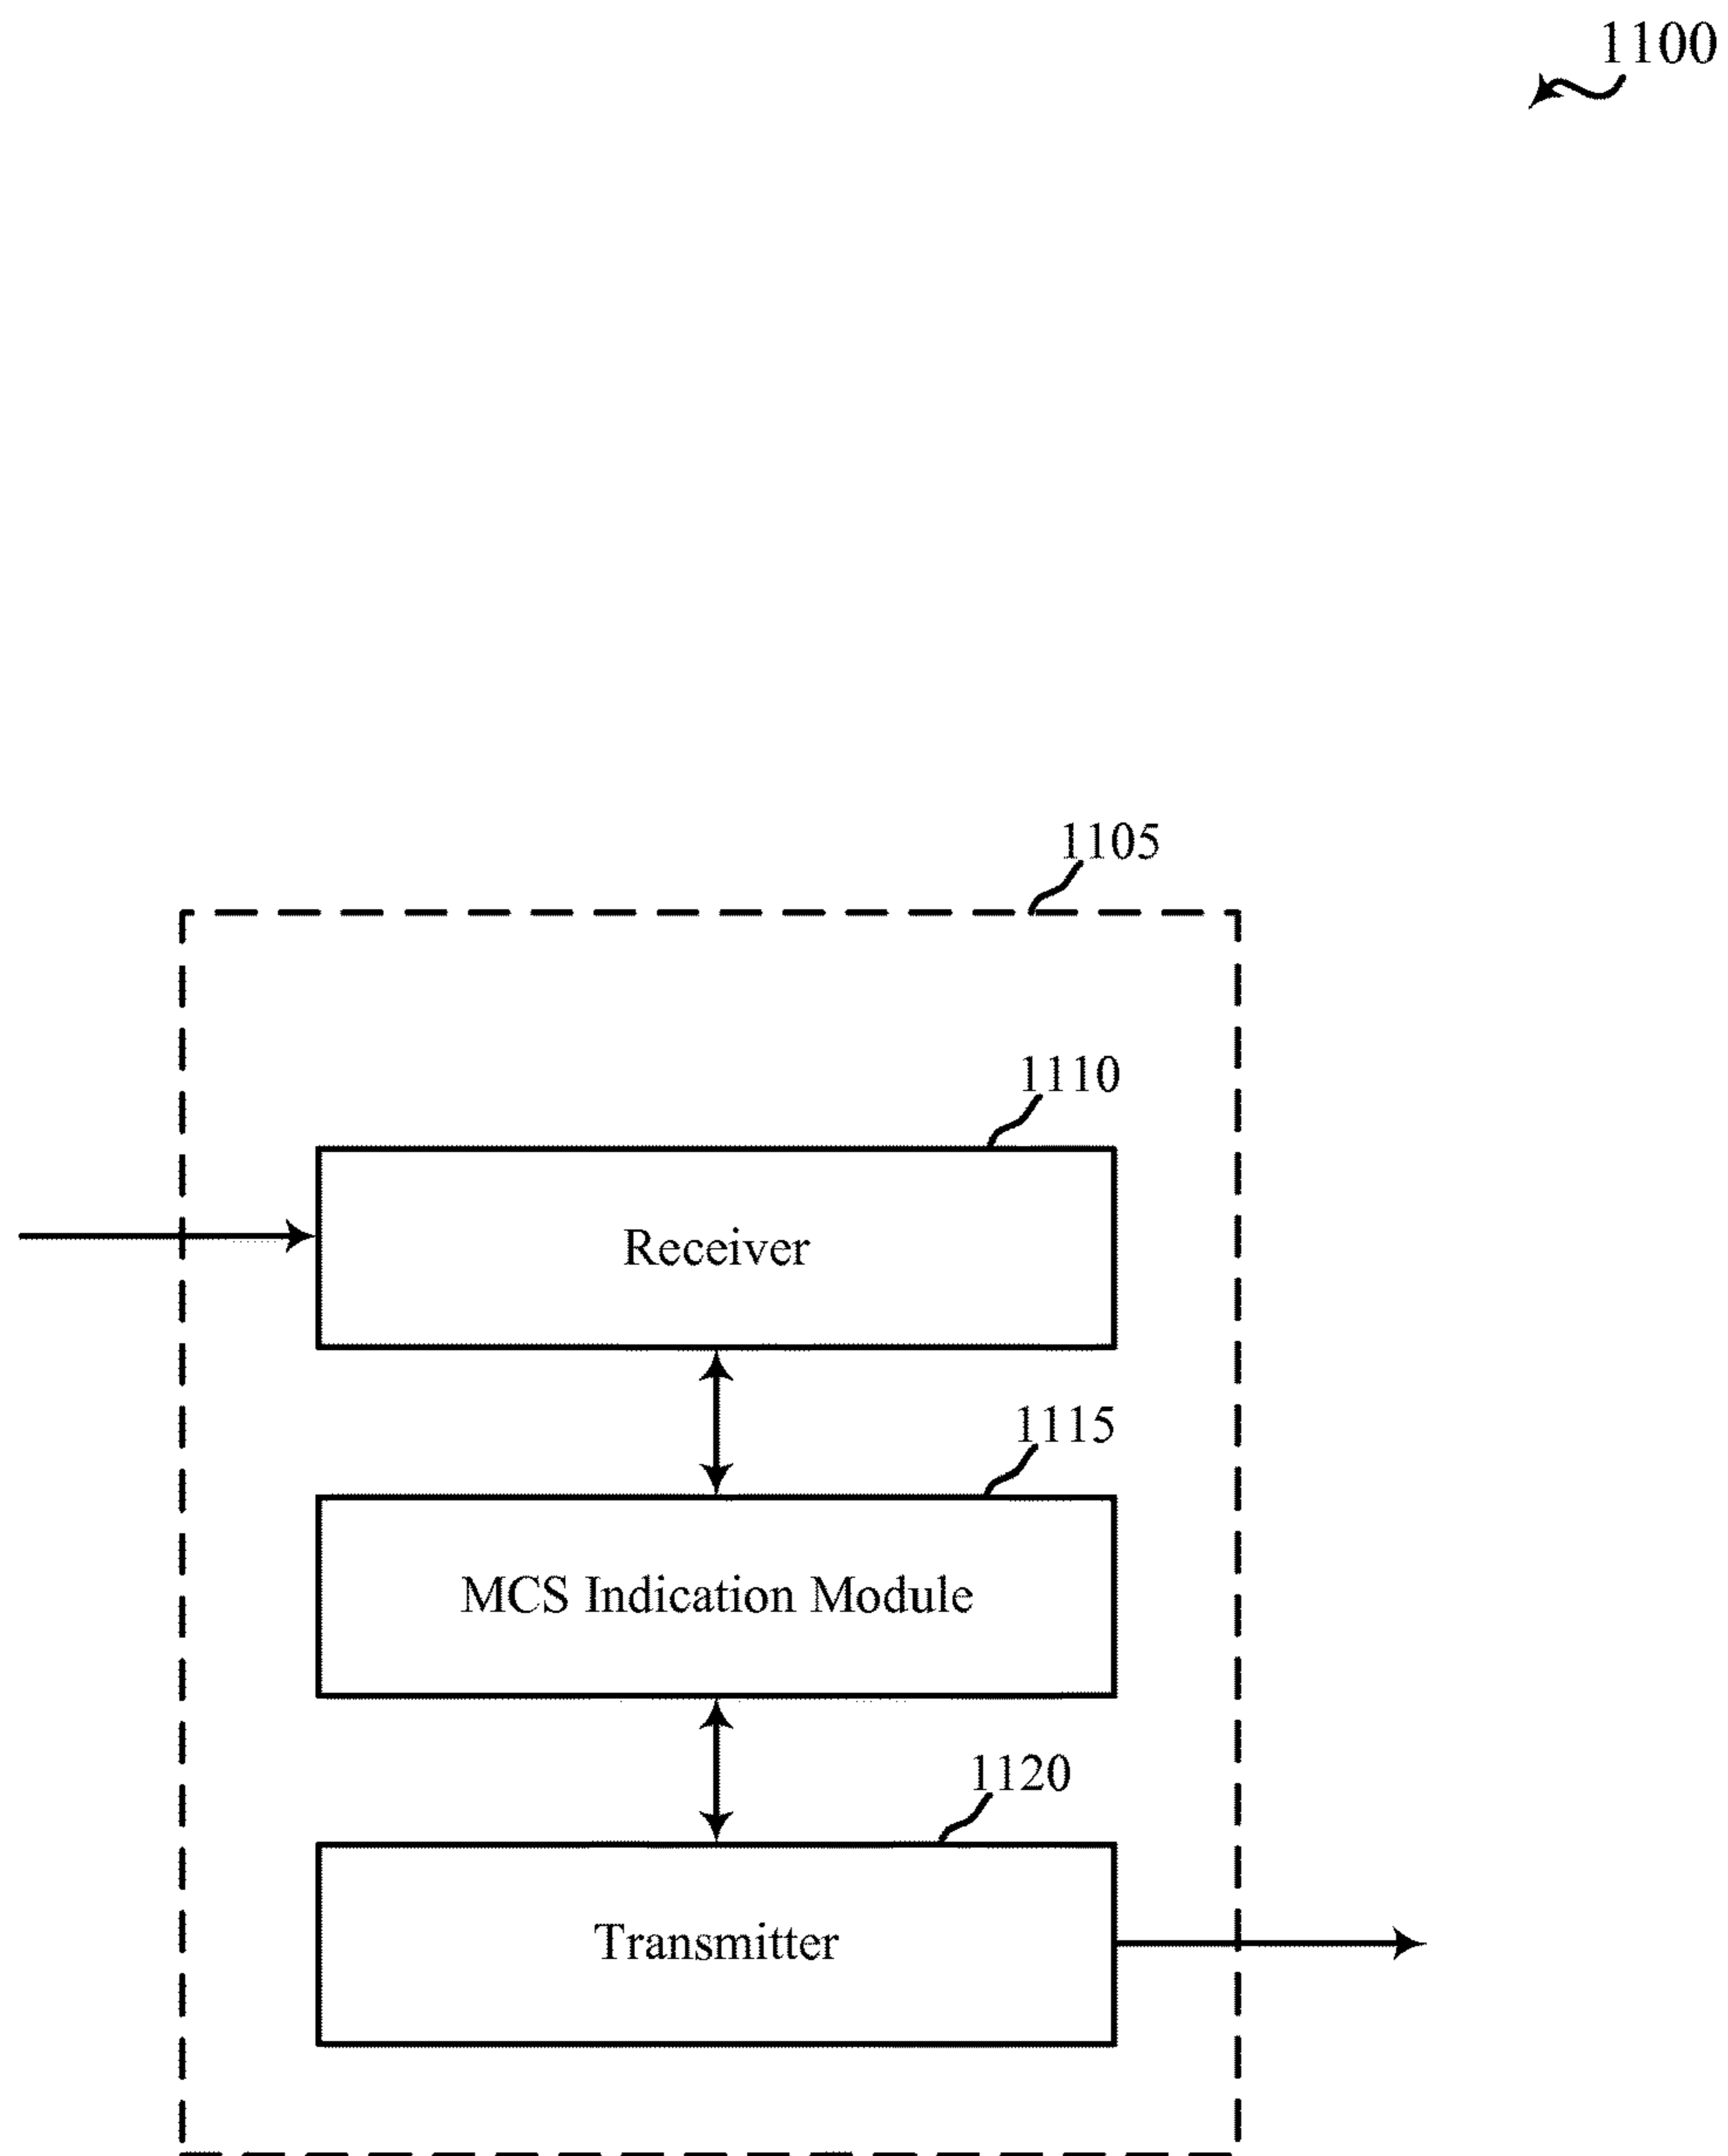 1100
1105
1110
Receiver
1115
MCS Indication Module
1120
Transmitter